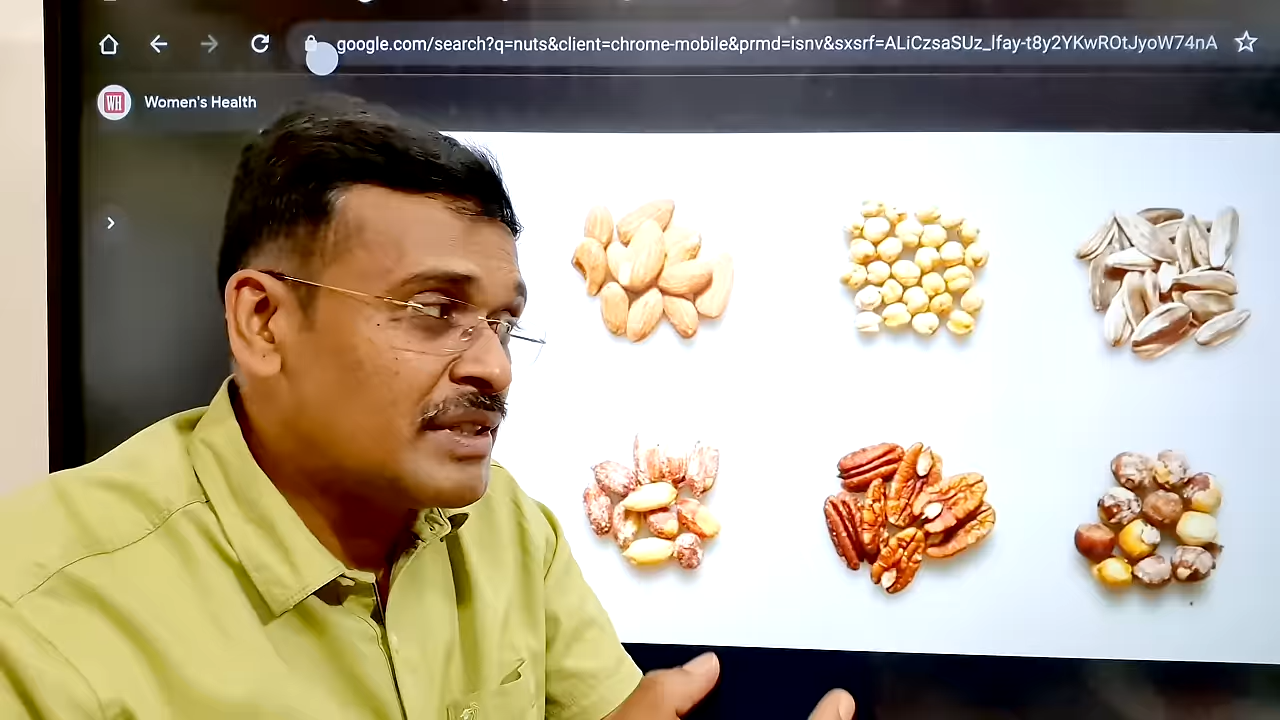 google.com/search?q=nuts&client=chrome-mobile&prmd=isnv&sxsrf=ALiCzsaSUz_lfay-t8y2YKwROtJyoW74nA
WH
Women's Health